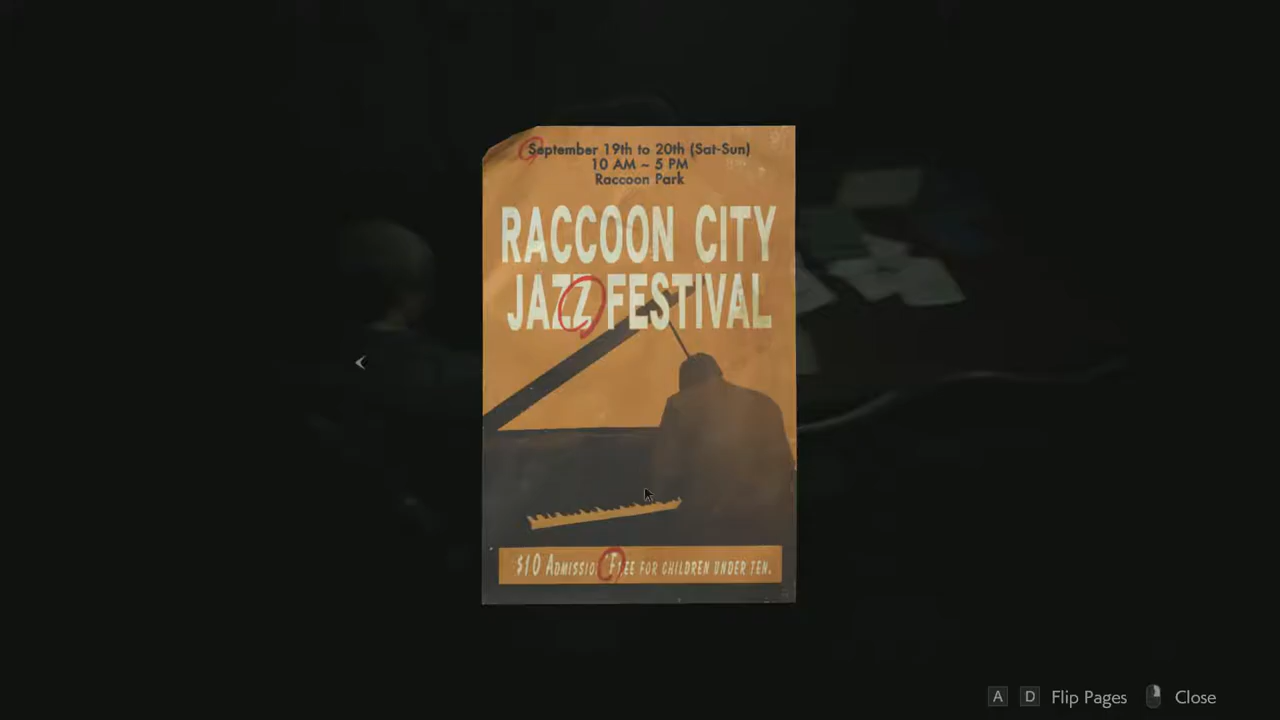 September 19th to 20th (Sat-Sun)
10 AM ~ 5 PM
Raccoon Park
RACCOON CITY
JAZZ FESTIVAL
$10 Admission Free for children under ten.
A D Flip Pages Close